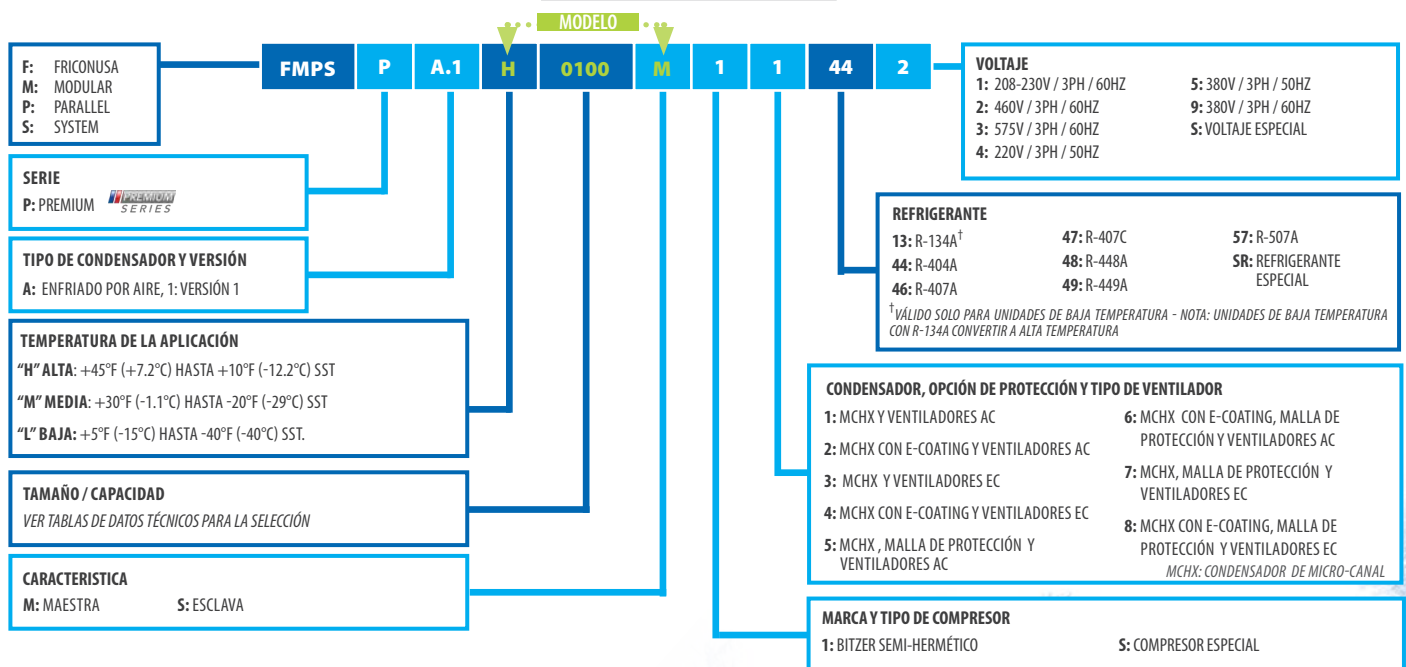 MODELO
FMPS P A.1 H 0100 M 1 1 44 2
F: FRICONUSA
M: MODULAR
P: PARALLEL
S: SYSTEM
SERIE
P: PREMIUM PREMIUM
SERIES
TIPO DE CONDENSADOR Y VERSIÓN
A: ENFRIADO POR AIRE, 1: VERSIÓN 1
TEMPERATURA DE LA APLICACIÓN
“H” ALTA: +45°F (+7.2°C) HASTA +10°F (-12.2°C) SST
“M” MEDIA: +30°F (-1.1°C) HASTA -20°F (-29°C) SST
“L” BAJA: +5°F (-15°C) HASTA -40°F (-40°C) SST.
TAMAÑO / CAPACIDAD
VER TABLAS DE DATOS TÉCNICOS PARA LA SELECCIÓN
CARACTERISTICA
M: MAESTRA S: ESCLAVA
VOLTAJE
1: 208-230V / 3PH / 60HZ
2: 460V / 3PH / 60HZ
3: 575V / 3PH / 60HZ
4: 220V / 3PH / 50HZ
5: 380V / 3PH / 50HZ
9: 380V / 3PH / 60HZ
S: VOLTAJE ESPECIAL
REFRIGERANTE
13: R-134A†
44: R-404A
46: R-407A
47: R-407C
48: R-448A
49: R-449A
57: R-507A
SR: REFRIGERANTE
ESPECIAL
†VÁLIDO SOLO PARA UNIDADES DE BAJA TEMPERATURA - NOTA: UNIDADES DE BAJA TEMPERATURA
CON R-134A CONVERTIR A ALTA TEMPERATURA
CONDENSADOR, OPCIÓN DE PROTECCIÓN Y TIPO DE VENTILADOR
1: MCHX Y VENTILADORES AC
2: MCHX CON E-COATING Y VENTILADORES AC
3: MCHX Y VENTILADORES EC
4: MCHX CON E-COATING Y VENTILADORES EC
5: MCHX , MALLA DE PROTECCIÓN Y
VENTILADORES AC
6: MCHX CON E-COATING, MALLA DE
PROTECCIÓN Y VENTILADORES AC
7: MCHX, MALLA DE PROTECCIÓN Y
VENTILADORES EC
8: MCHX CON E-COATING, MALLA DE
PROTECCIÓN Y VENTILADORES EC
MCHX: CONDENSADOR DE MICRO-CANAL
MARCA Y TIPO DE COMPRESOR
1: BITZER SEMI-HERMÉTICO S: COMPRESOR ESPECIAL